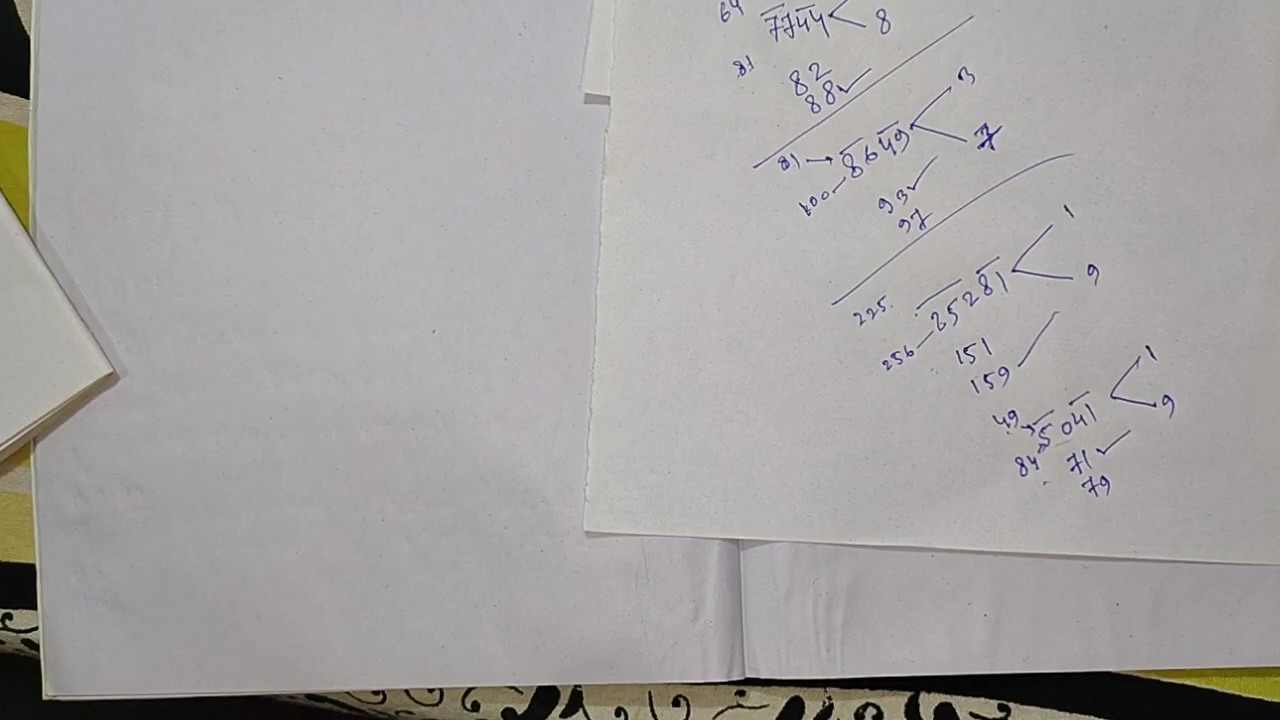 64 7744 8
81
82
88 ✓
3
81 → 8649
100 7
93 ✓
97
1
225 25281 9
256
151
159
1
49 → 5041 9
84 71 ✓
79